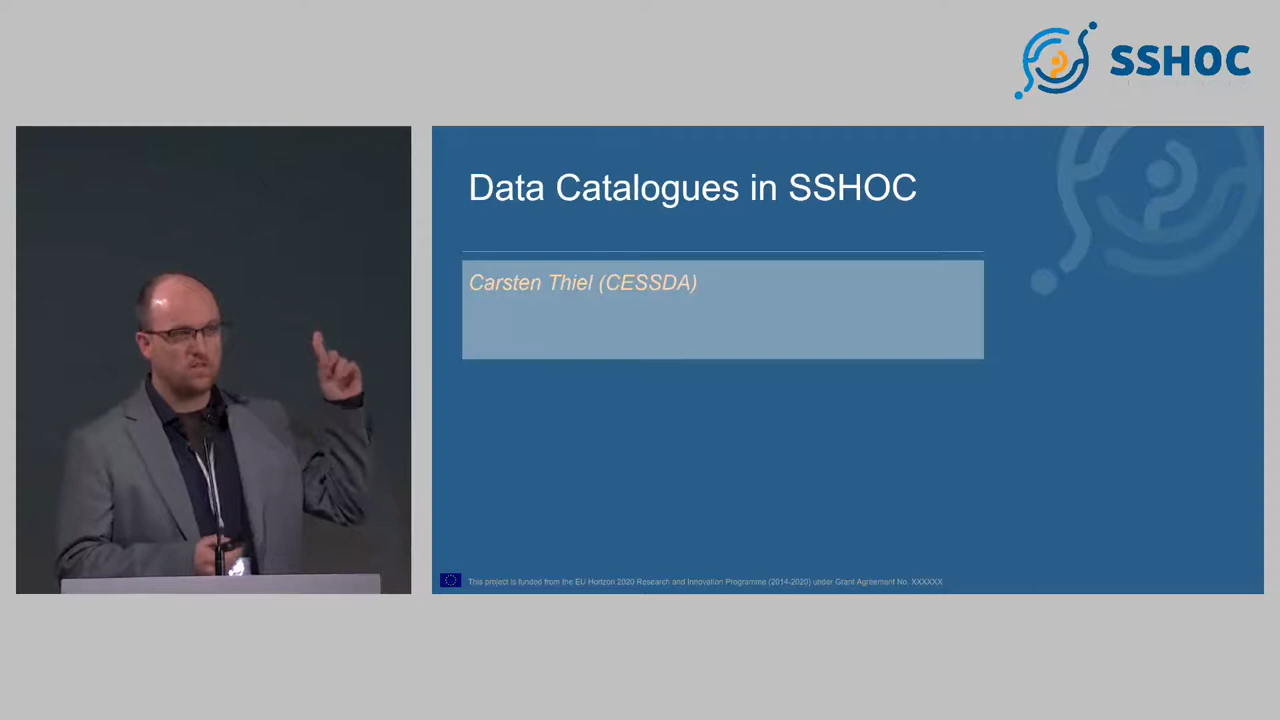 SSHOC
Data Catalogues in SSHOC
Carsten Thiel (CESSDA)
This project is funded from the EU Horizon 2020 Research and Innovation Programme (2014-2020) under Grant Agreement No. XXXXXX